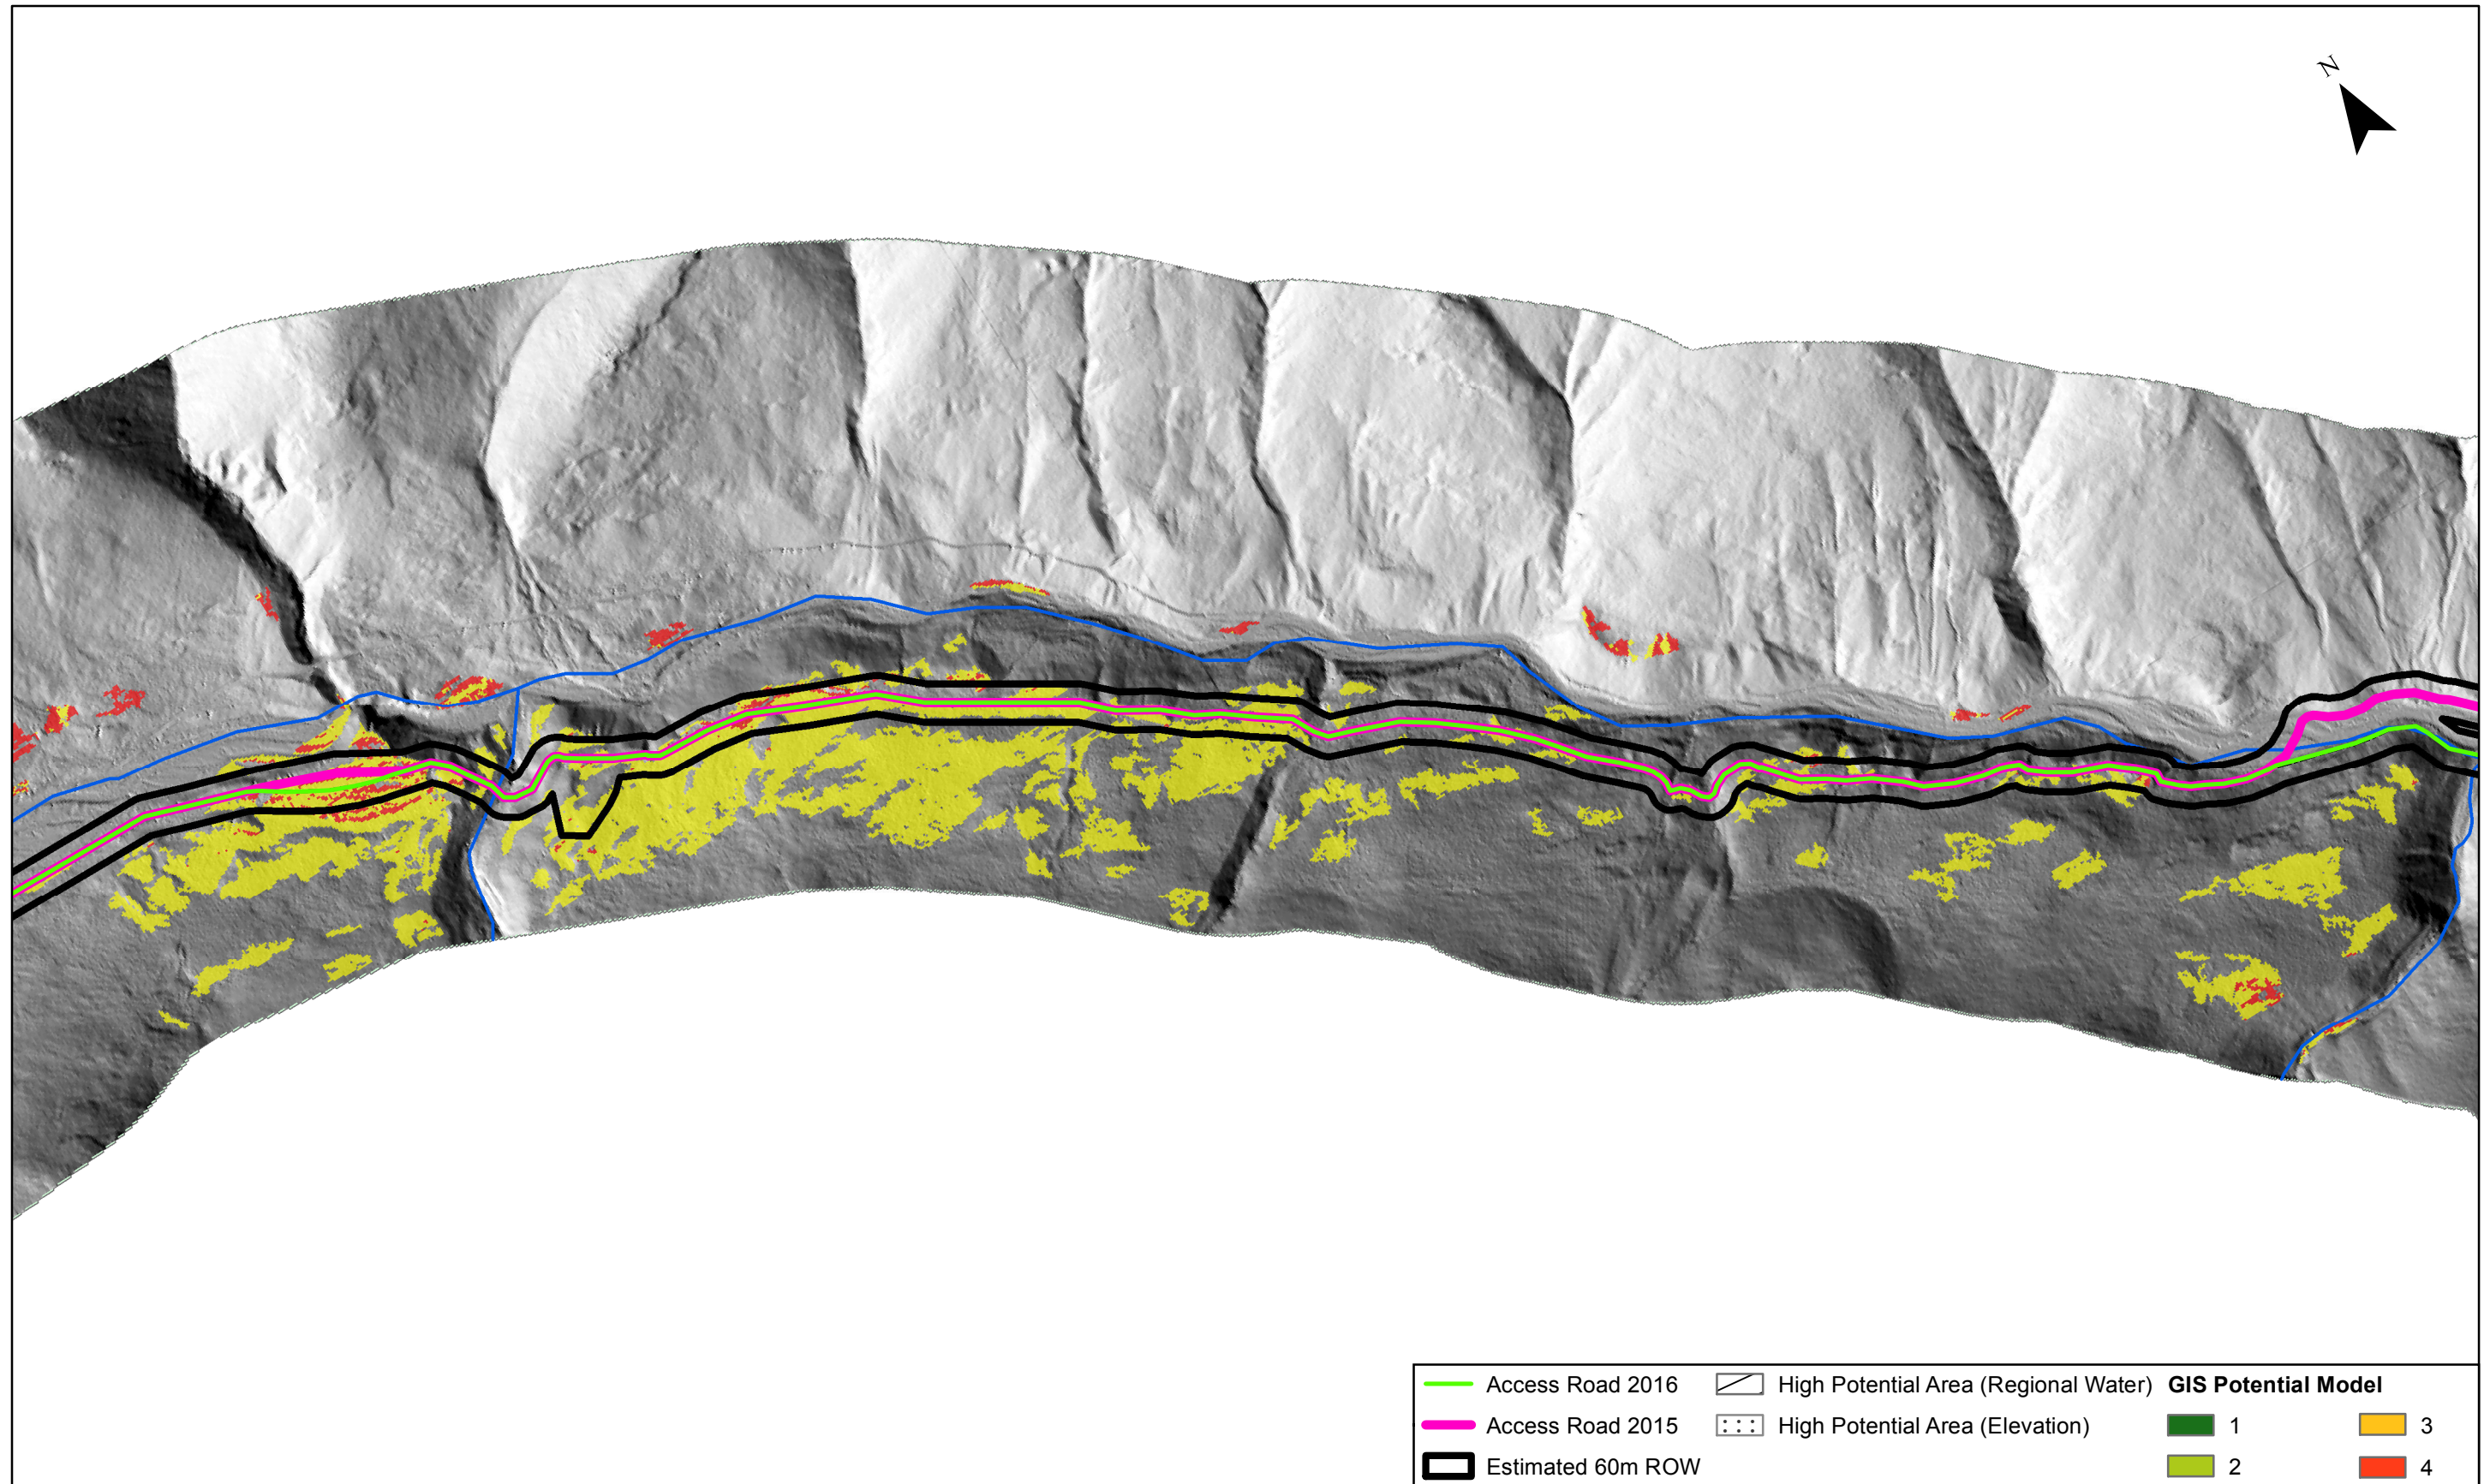 N
Access Road 2016
Access Road 2015
Estimated 60m ROW
High Potential Area (Regional Water)
High Potential Area (Elevation)
GIS Potential Model
1
2
3
4